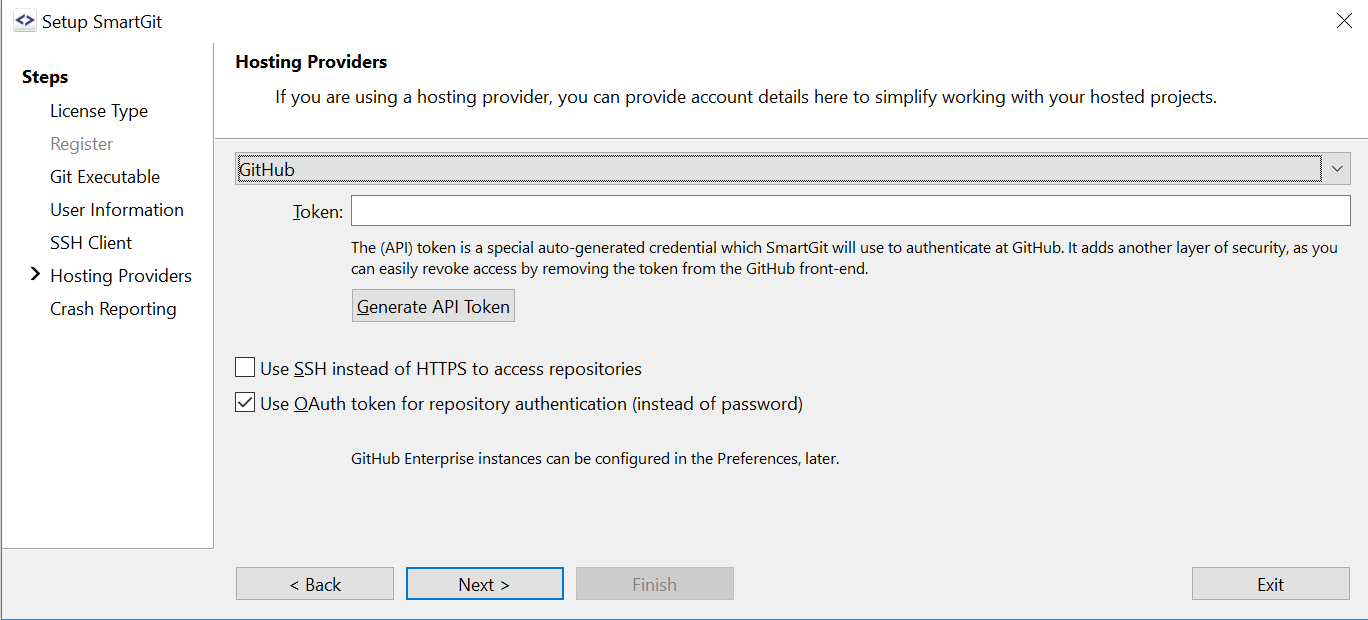 Setup SmartGit
Steps
License Type
Register
Git Executable
User Information
SSH Client
Hosting Providers
Crash Reporting
Hosting Providers
If you are using a hosting provider, you can provide account details here to simplify working with your hosted projects.
GitHub
Token:
The (API) token is a special auto-generated credential which SmartGit will use to authenticate at GitHub. It adds another layer of security, as you
can easily revoke access by removing the token from the GitHub front-end.
Generate API Token
Use SSH instead of HTTPS to access repositories
Use OAuth token for repository authentication (instead of password)
GitHub Enterprise instances can be configured in the Preferences, later.
< Back
Next >
Finish
Exit